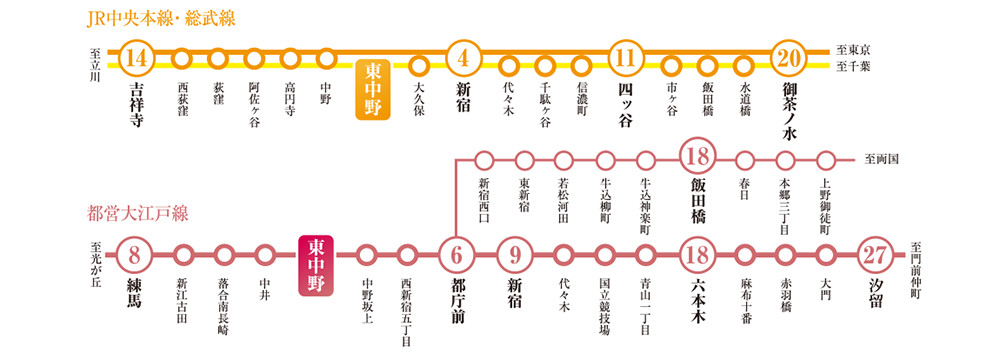 JR中央本線・総武線
至立川
14
吉祥寺
西荻窪
荻窪
阿佐ヶ谷
高円寺
中野
東中野
大久保
4
新宿
代々木
千駄ヶ谷
信濃町
11
四ッ谷
市ヶ谷
飯田橋
水道橋
20
御茶ノ水
至東京
至千葉
新宿西口
東新宿
若松河田
牛込柳町
牛込神楽町
18
飯田橋
春日
本郷三丁目
上野御徒町
至両国
都営大江戸線
至光が丘
8
練馬
新江古田
落合南長崎
中井
東中野
中野坂上
西新宿五丁目
6
都庁前
9
新宿
代々木
国立競技場
青山一丁目
18
六本木
麻布十番
赤羽橋
大門
27
汐留
至門前仲町